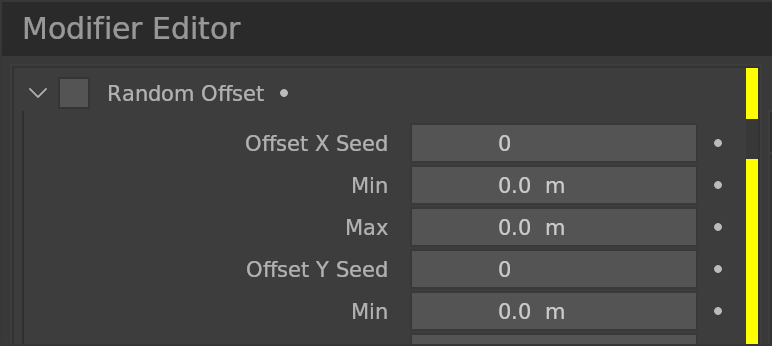 Modifier Editor
Random Offset
Offset X Seed 0
Min 0.0 m
Max 0.0 m
Offset Y Seed 0
Min 0.0 m